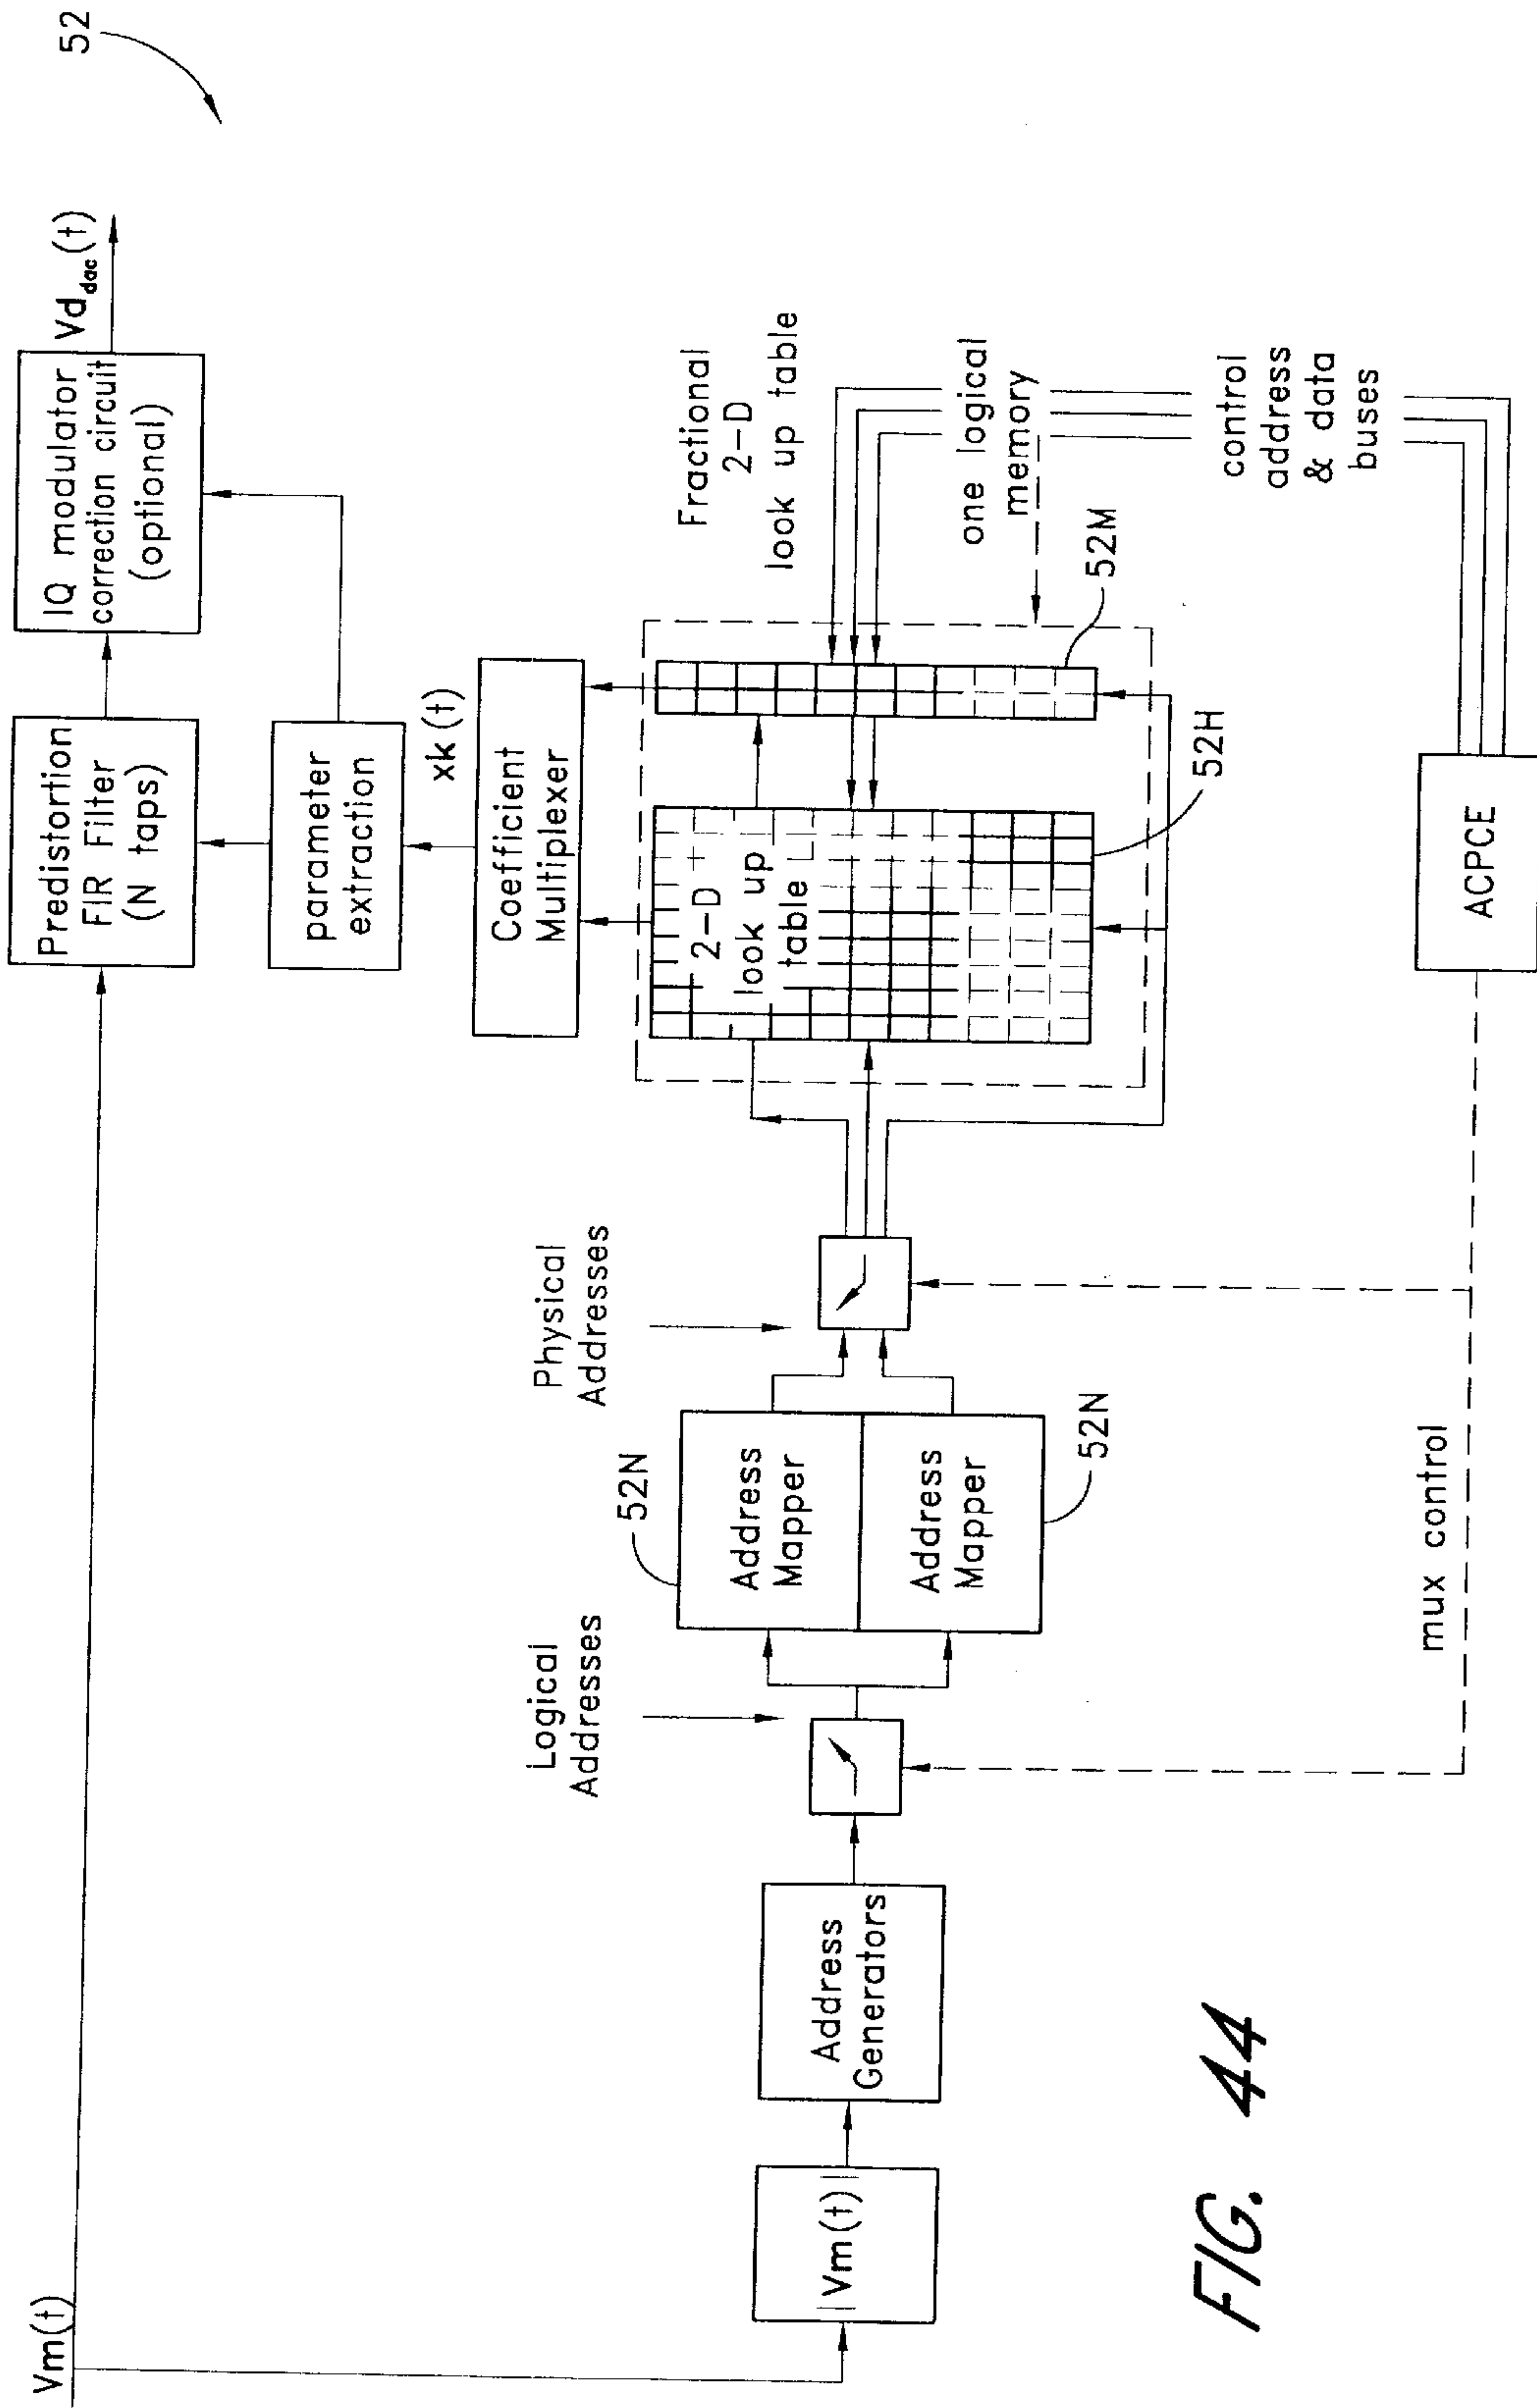 52
Vm(t)
Predistortion
FIR Filter
(N taps)
IQ modulator
correction circuit
(optional)
Vd dac (t)
parameter
extraction
xk (t)
Coefficient
Multiplexer
Fractional
2-D
look up table
2-D
look up
table
one logical
memory
52M
52H
control
address
& data
buses
|Vm(t)|
Address
Generators
Logical
Addresses
52N
Address
Mapper
Address
Mapper
52N
Physical
Addresses
mux control
ACPCE
FIG. 44